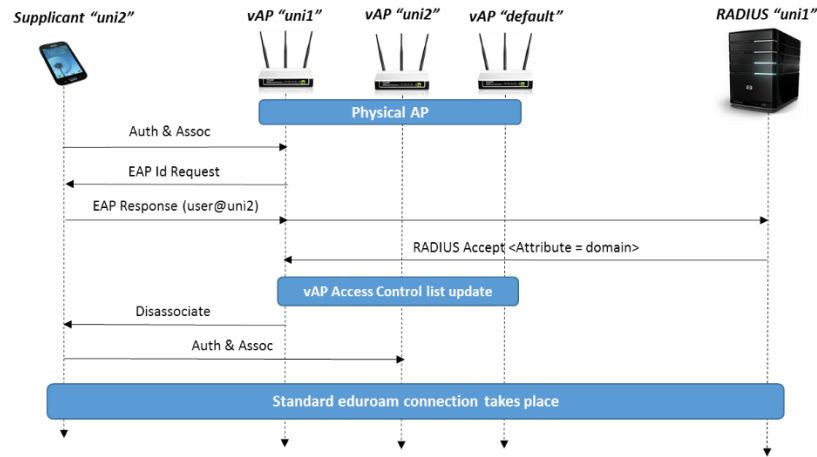 Supplicant “uni2”
vAP “uni1”
vAP “uni2”
vAP “default”
RADIUS “uni1”
Physical AP
Auth & Assoc
EAP Id Request
EAP Response (user@uni2)
RADIUS Accept <Attribute = domain>
vAP Access Control list update
Disassociate
Auth & Assoc
Standard eduroam connection takes place